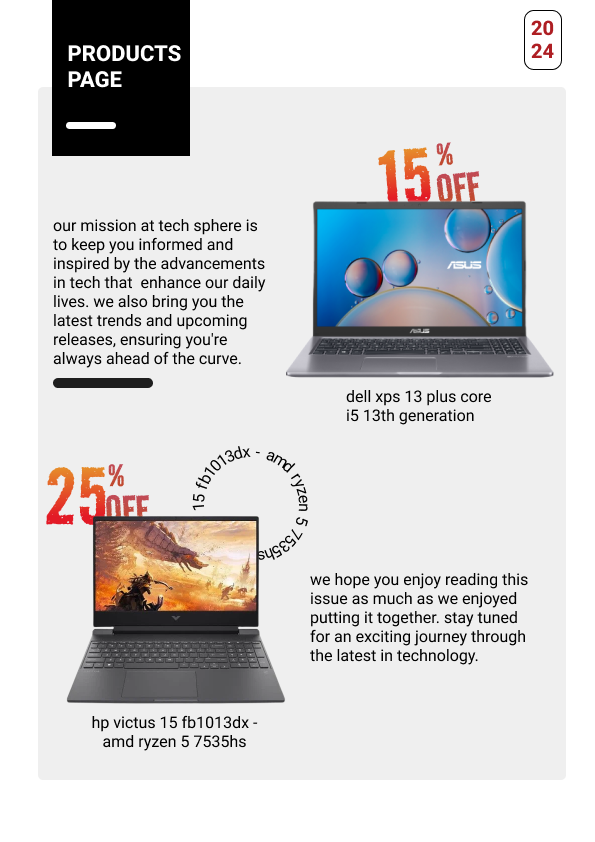 PRODUCTS
PAGE
20
24
15%
OFF
our mission at tech sphere is
to keep you informed and
inspired by the advancements
in tech that  enhance our daily
lives. we also bring you the
latest trends and upcoming
releases, ensuring you're
always ahead of the curve.
ASUS
ASUS
dell xps 13 plus core
i5 13th generation
25%
OFF
15 fb1013dx - amd ryzen 5 7535hs
we hope you enjoy reading this
issue as much as we enjoyed
putting it together. stay tuned
for an exciting journey through
the latest in technology.
hp victus 15 fb1013dx -
amd ryzen 5 7535hs